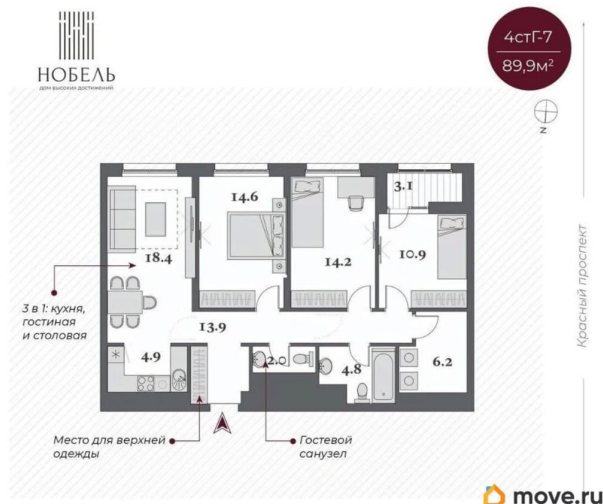 НОБЕЛЬ
ДОМ ВЫСОКИХ ДОСТИЖЕНИЙ
4стГ-7
89,9м²
N
Красный проспект
14.6
3.1
18.4
14.2
10.9
3 в 1: кухня,
гостиная
и столовая
13.9
4.9
2.0
4.8
6.2
Место для верхней
одежды
Гостевой
санузел
move.ru